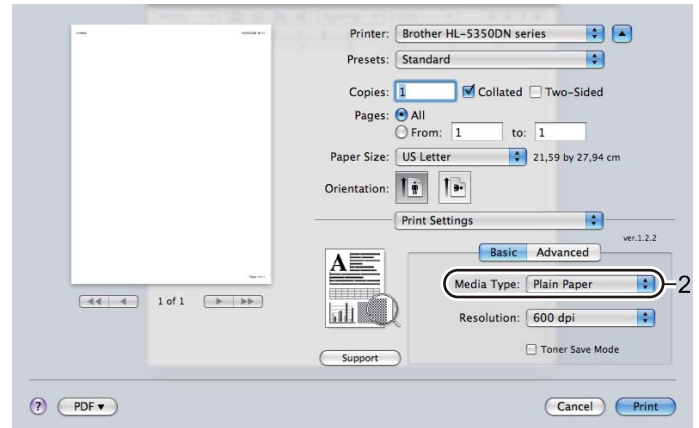 Printer: Brother HL-5350DN series
Presets: Standard
Copies: 1 Collated Two-Sided
Pages: All
From: 1 to: 1
Paper Size: US Letter 21,59 by 27,94 cm
Orientation:
Print Settings
ver.1.2.2
Basic Advanced
Media Type: Plain Paper 2
Resolution: 600 dpi
Toner Save Mode
1 of 1
Support
? PDF▼ Cancel Print